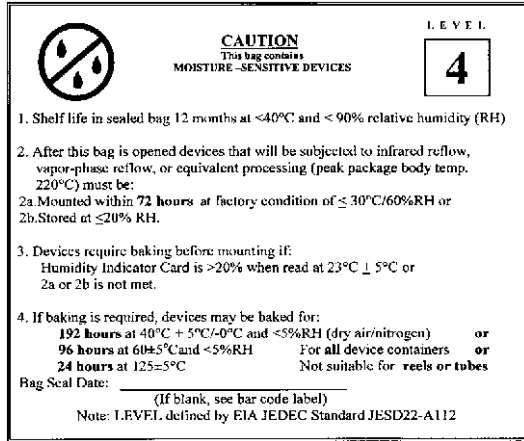 LEVEL
4
CAUTION
This bag contains
MOISTURE –SENSITIVE DEVICES
1. Shelf life in sealed bag 12 months at <40°C and < 90% relative humidity (RH)
2. After this bag is opened devices that will be subjected to infrared reflow,
vapor-phase reflow, or equivalent processing (peak package body temp.
220°C) must be:
2a.Mounted within 72 hours at factory condition of ≤ 30°C/60%RH or
2b.Stored at ≤20% RH.
3. Devices require baking before mounting if:
Humidity Indicator Card is >20% when read at 23°C ± 5°C or
2a or 2b is not met.
4. If baking is required, devices may be baked for:
192 hours at 40°C + 5°C/-0°C and <5%RH (dry air/nitrogen) or
96 hours at 60±5°Cand <5%RH For all device containers or
24 hours at 125±5°C Not suitable for reels or tubes
Bag Seal Date: ____________________
(If blank, see bar code label)
Note: LEVEL defined by EIA JEDEC Standard JESD22-A112